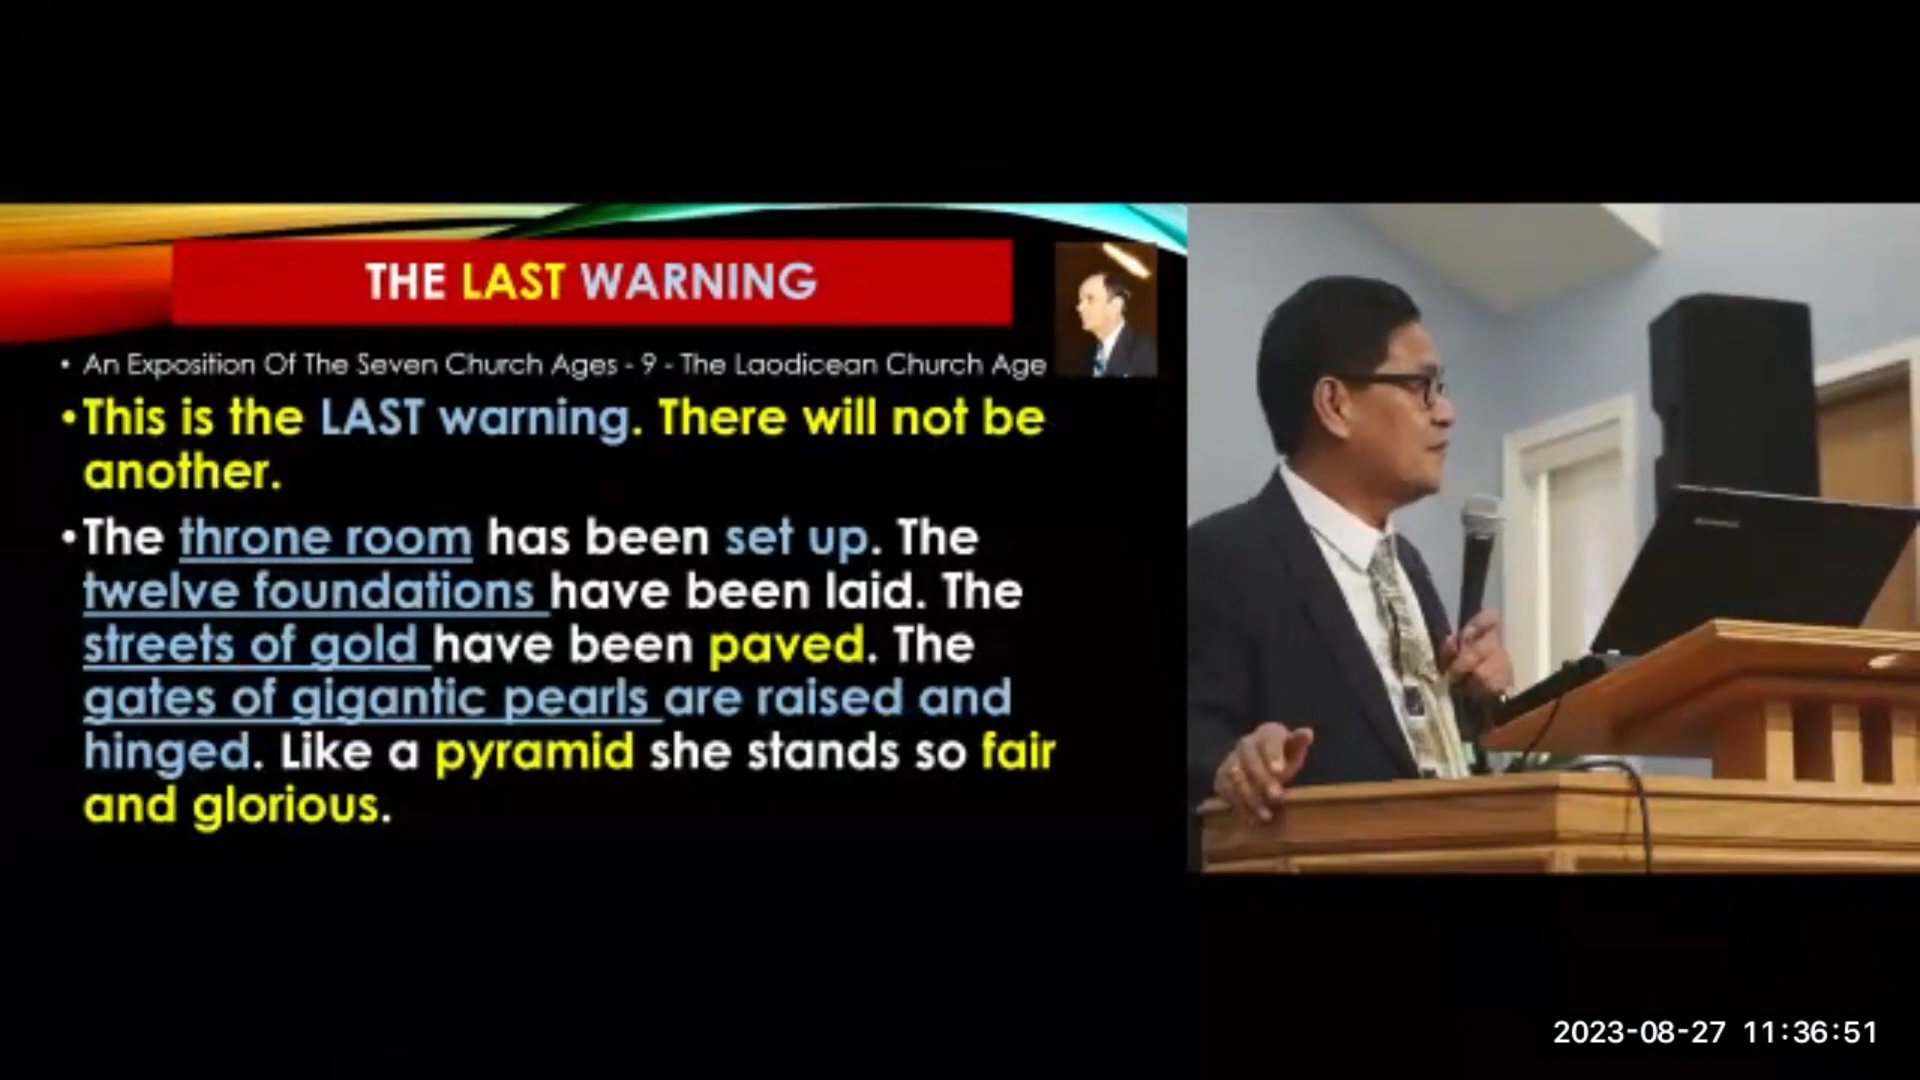 THE LAST WARNING
• An Exposition Of The Seven Church Ages - 9 - The Laodicean Church Age
• This is the LAST warning. There will not be
another.
• The throne room has been set up. The
twelve foundations have been laid. The
streets of gold have been paved. The
gates of gigantic pearls are raised and
hinged. Like a pyramid she stands so fair
and glorious.
2023-08-27 11:36:51